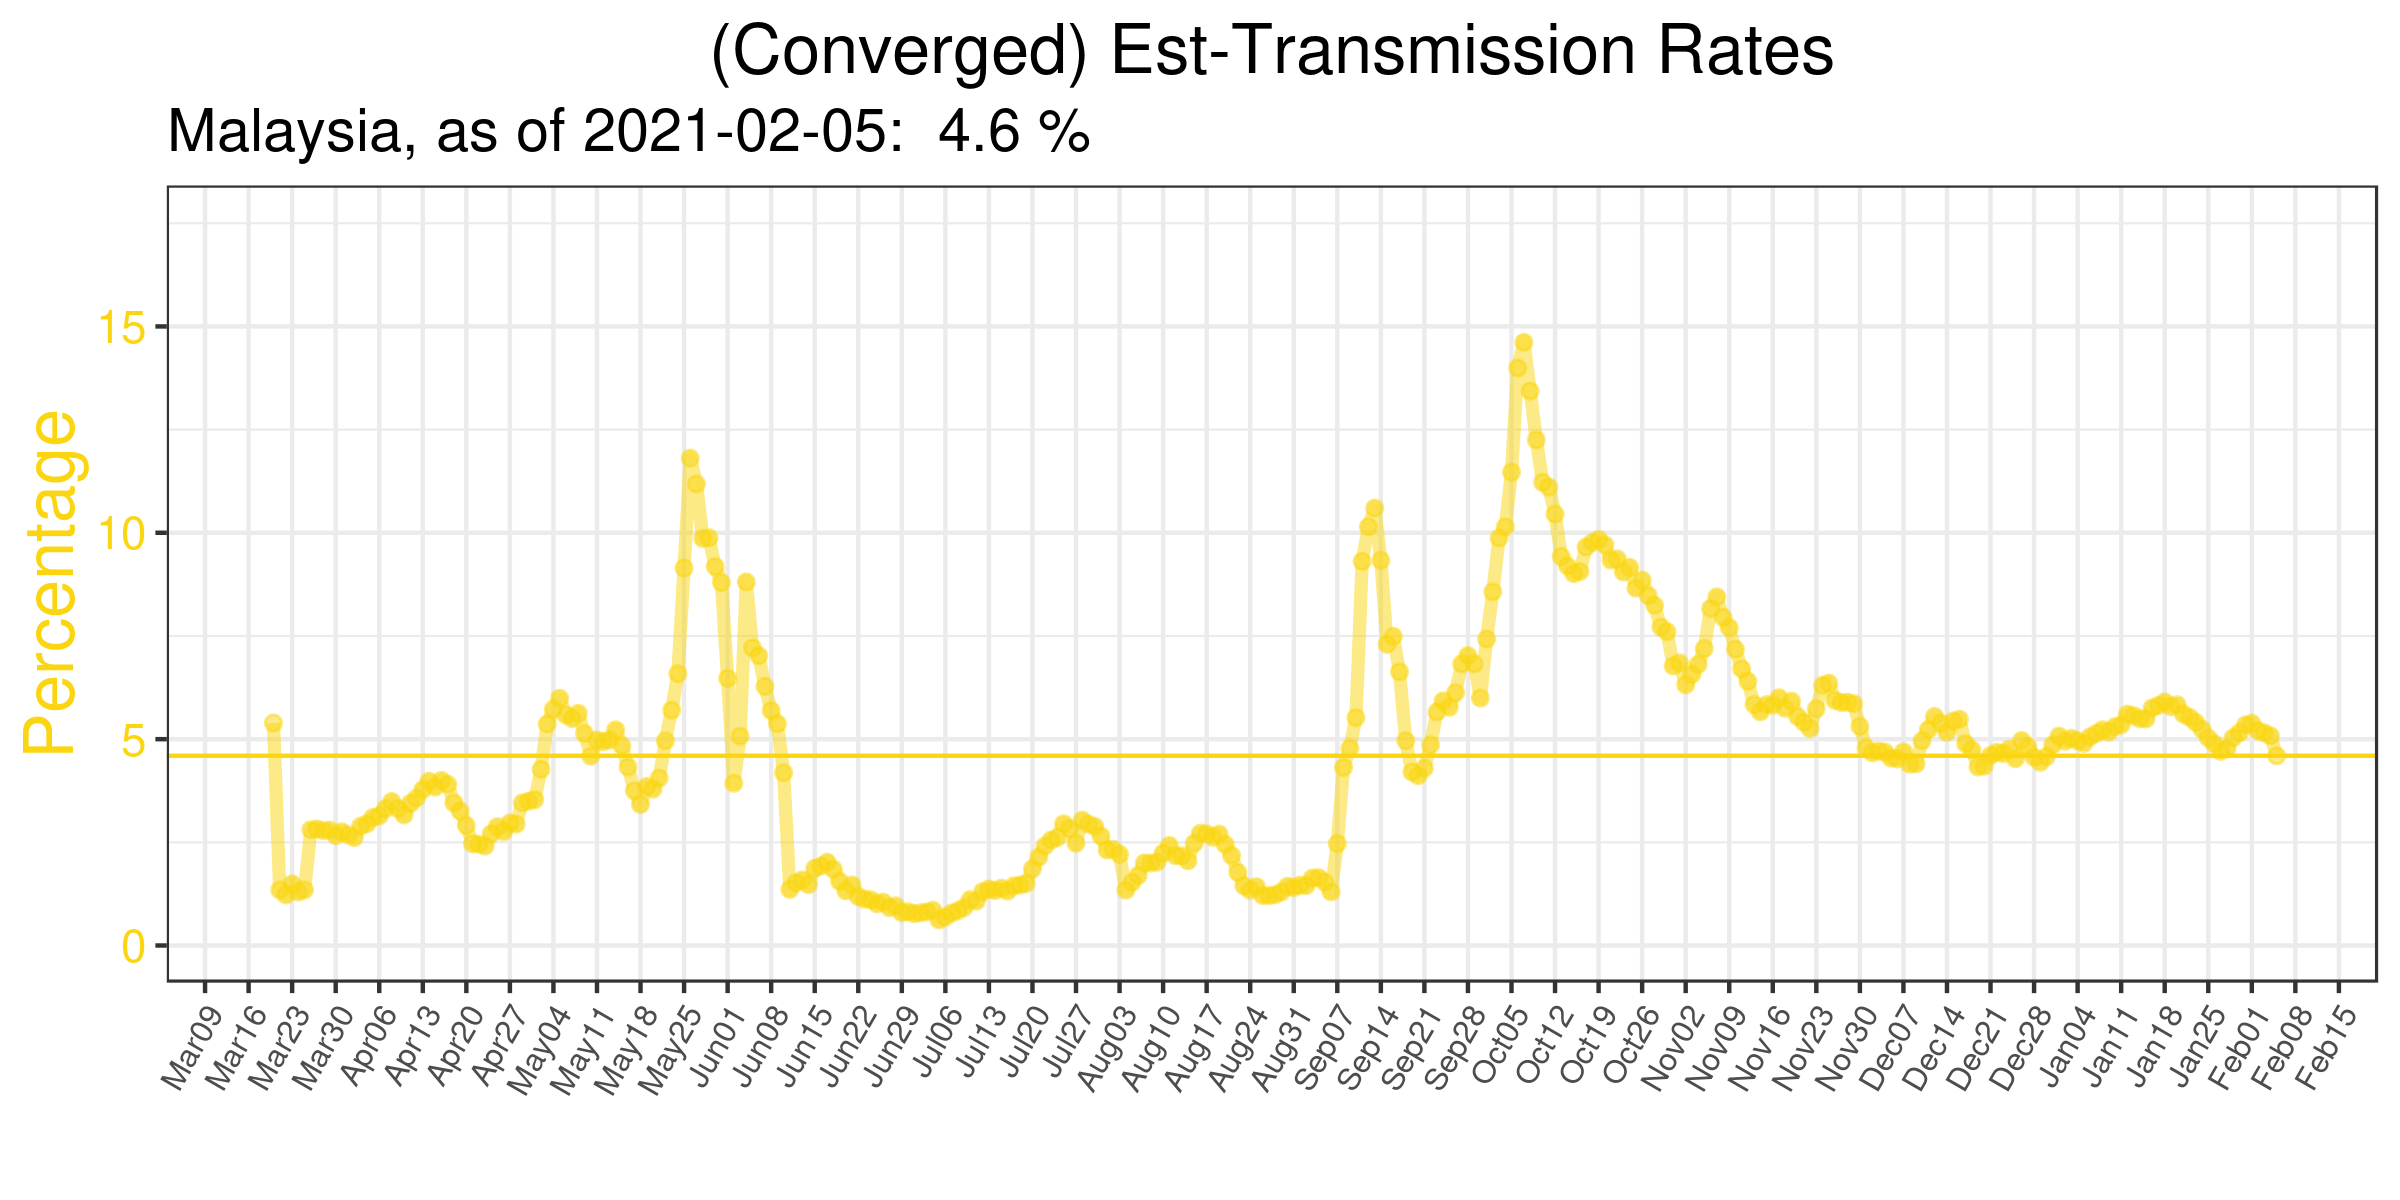 (Converged) Est-Transmission Rates
Malaysia, as of 2021-02-05:  4.6 %
Percentage
15
10
5
0
Mar09
Mar16
Mar23
Mar30
Apr06
Apr13
Apr20
Apr27
May04
May11
May18
May25
Jun01
Jun08
Jun15
Jun22
Jun29
Jul06
Jul13
Jul20
Jul27
Aug03
Aug10
Aug17
Aug24
Aug31
Sep07
Sep14
Sep21
Sep28
Oct05
Oct12
Oct19
Oct26
Nov02
Nov09
Nov16
Nov23
Nov30
Dec07
Dec14
Dec21
Dec28
Jan04
Jan11
Jan18
Jan25
Feb01
Feb08
Feb15